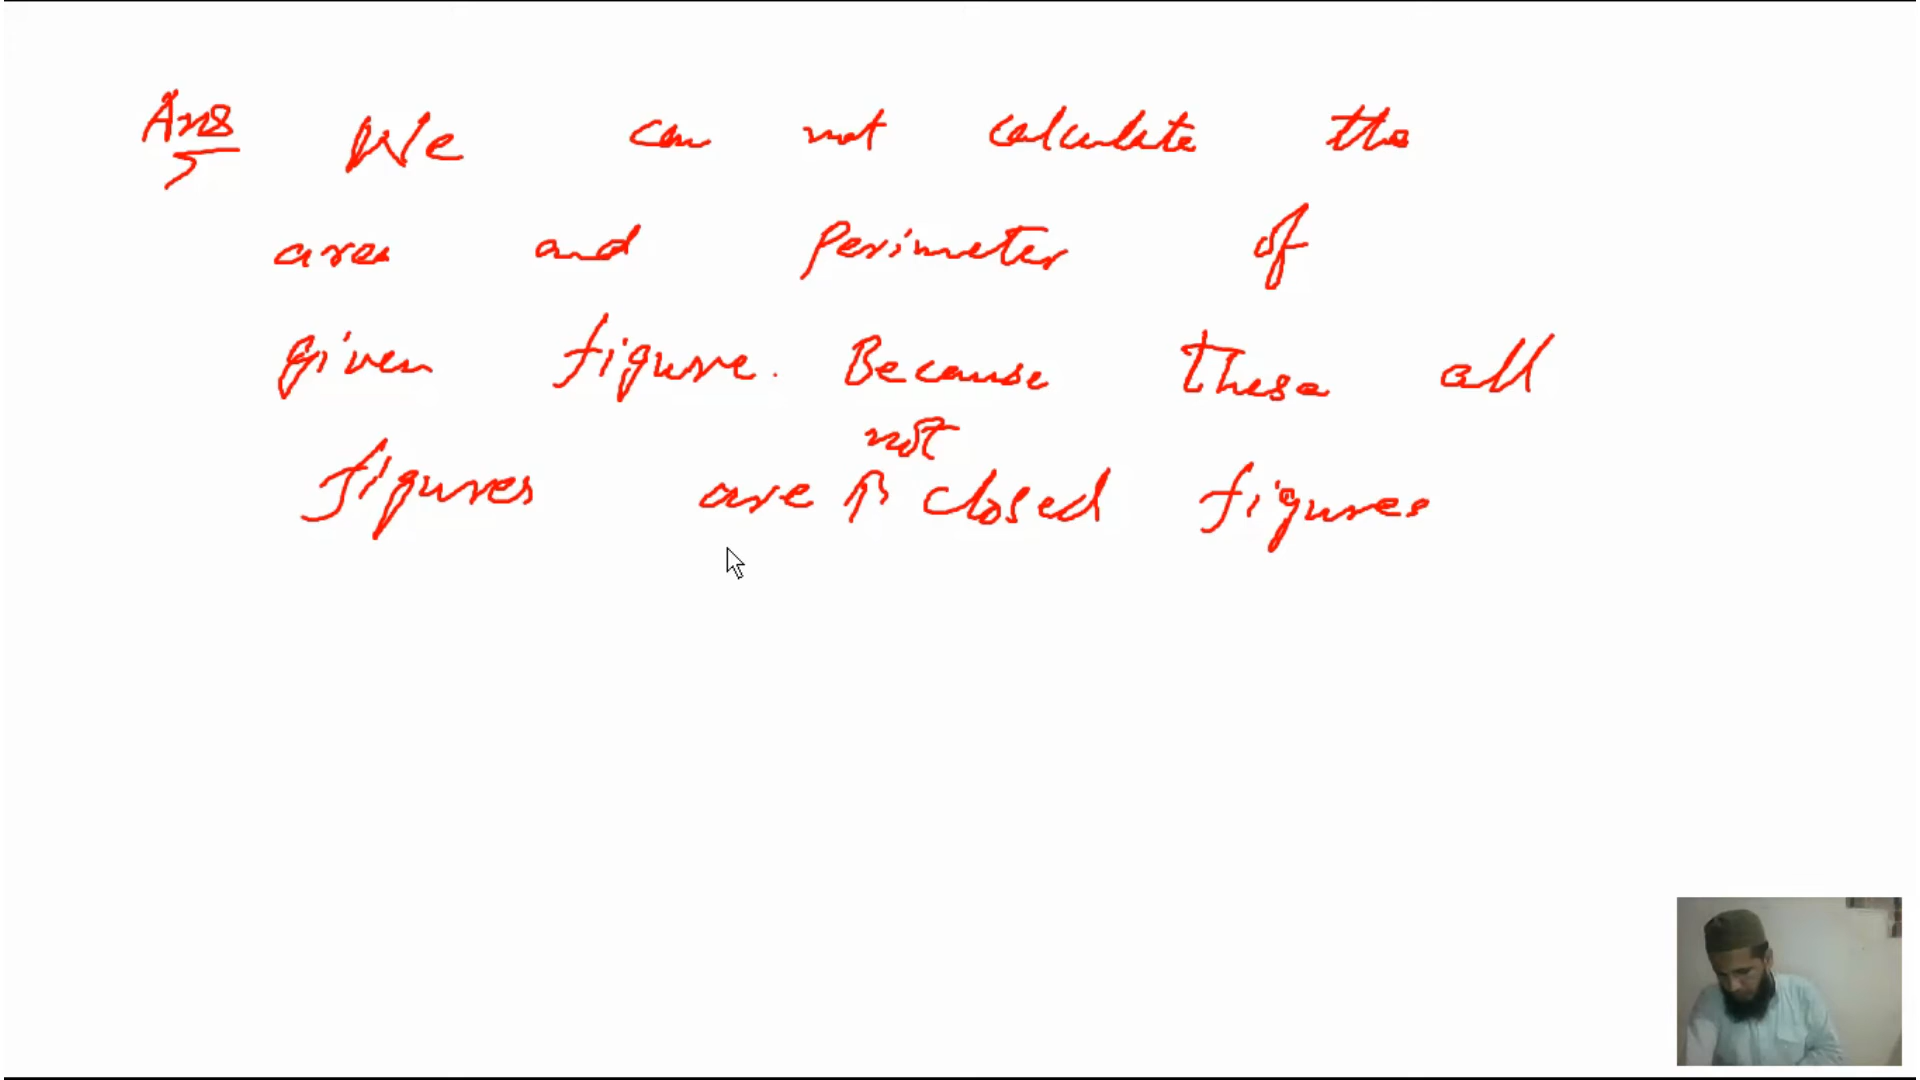 Ans We can not calculate the
area and perimeter of
given figure. Because these all
not
figures are closed figures